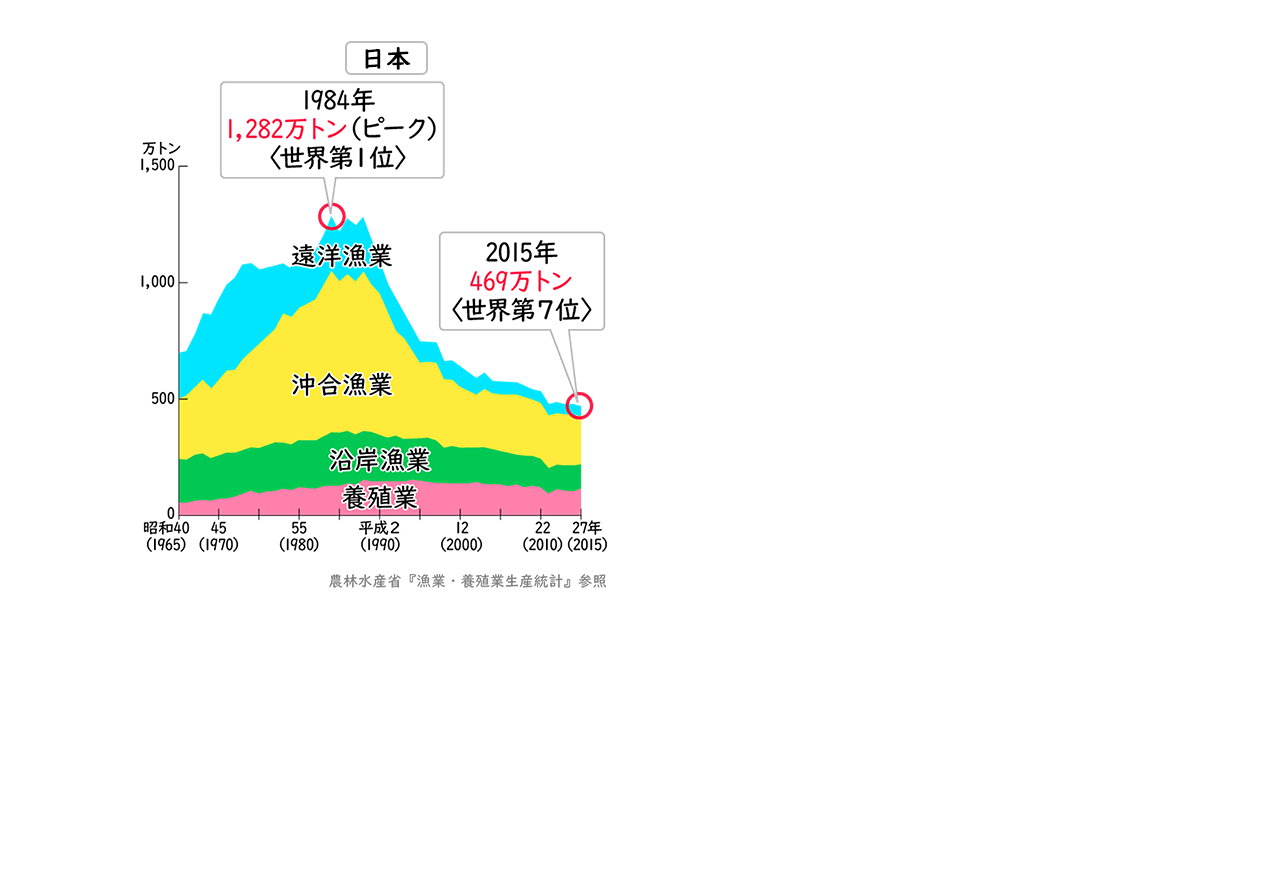 日本
1984年
1,282万トン(ピーク)
〈世界第1位〉
万トン
1,500
2015年
469万トン
〈世界第7位〉
遠洋漁業
1,000
沖合漁業
500
沿岸漁業
養殖業
0
昭和40 45 55 平成2 12 22 27年
(1965) (1970) (1980) (1990) (2000) (2010) (2015)
農林水産省『漁業・養殖業生産統計』参照